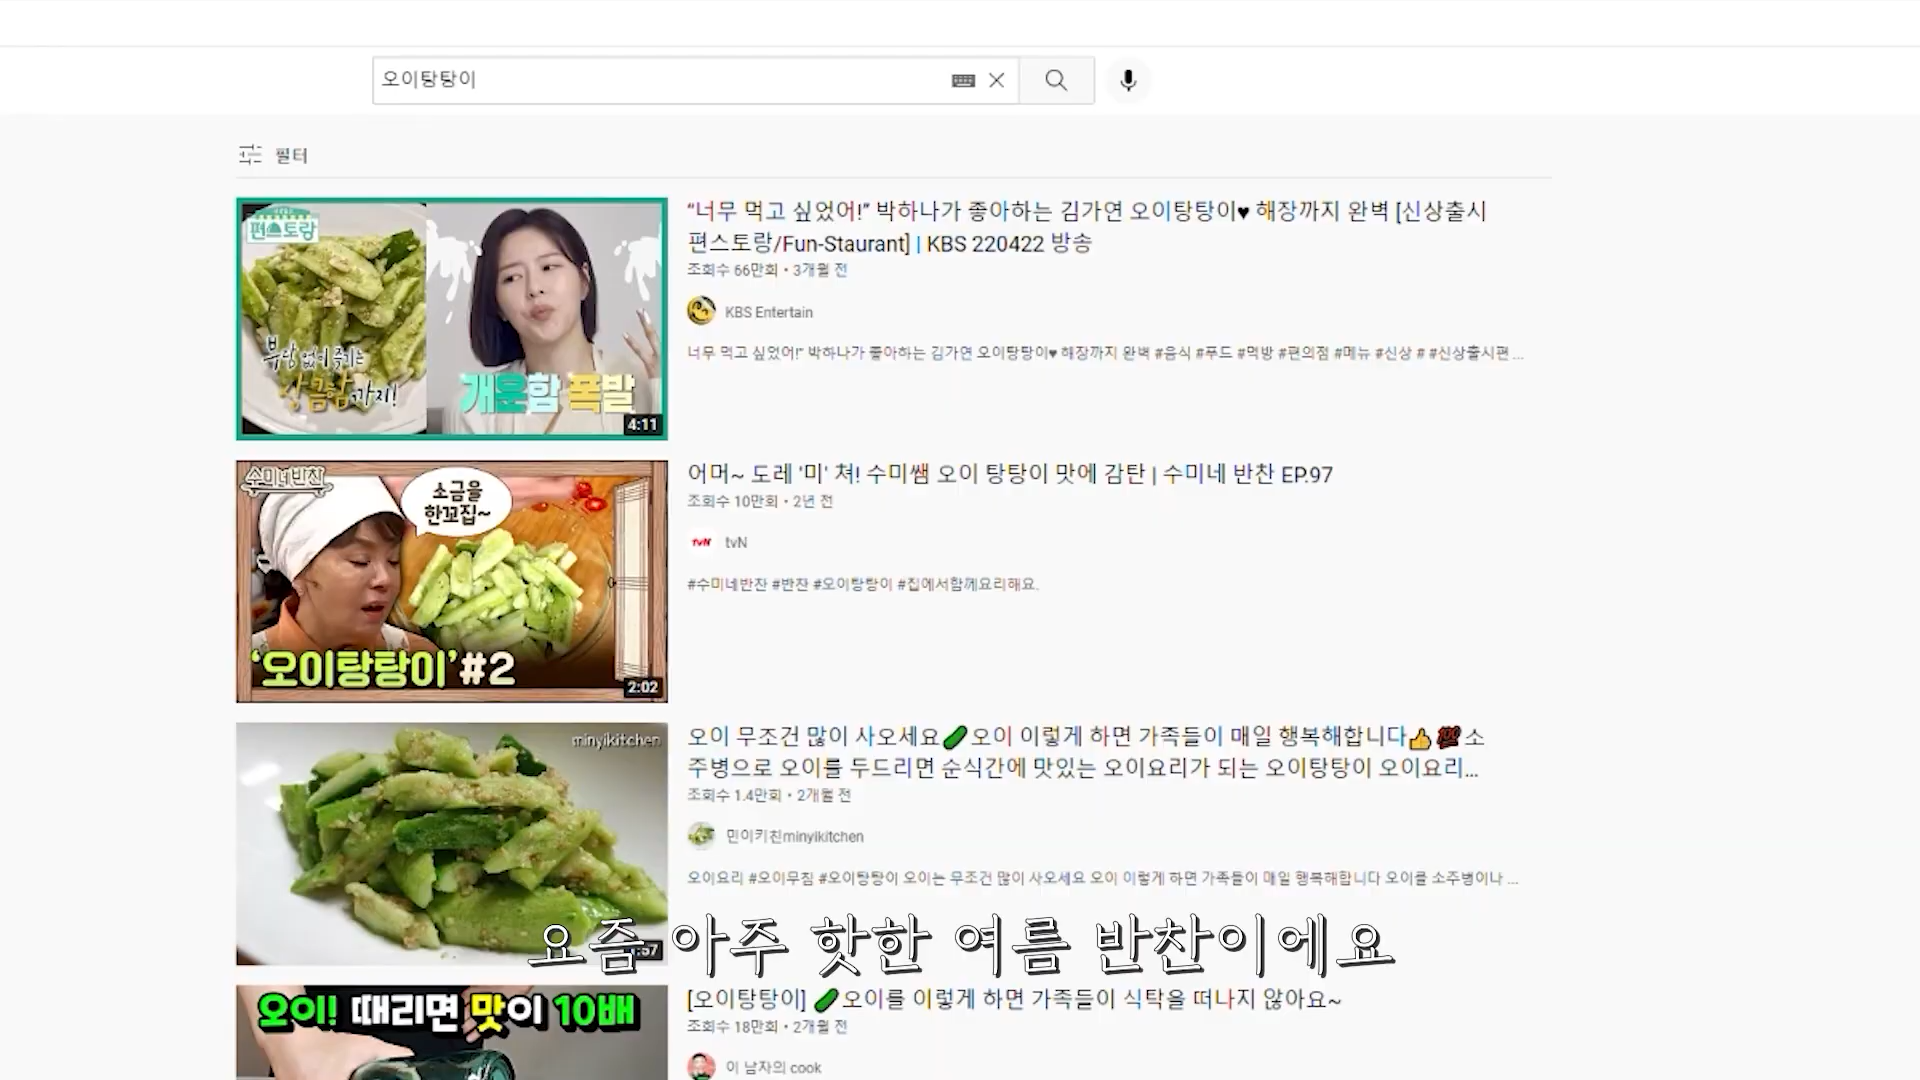 오이탕탕이
필터
편스토랑
부담 없이 즐기는
상큼함까지!
개운함 폭발
4:11
“너무 먹고 싶었어!” 박하나가 좋아하는 김가연 오이탕탕이♥ 해장까지 완벽 [신상출시
편스토랑/Fun-Staurant] | KBS 220422 방송
조회수 66만회 • 3개월 전
KBS Entertain
너무 먹고 싶었어!” 박하나가 좋아하는 김가연 오이탕탕이♥ 해장까지 완벽 #음식 #푸드 #먹방 #편의점 #메뉴 #신상 # #신상출시편 ...
수미네반찬
소금을
한꼬집~
‘오이탕탕이’#2
2:02
어머~ 도레 '미' 쳐! 수미쌤 오이 탕탕이 맛에 감탄 | 수미네 반찬 EP.97
조회수 10만회 • 2년 전
tvN
tvN
#수미네반찬 #반찬 #오이탕탕이 #집에서함께요리해요.
minyikitchen
:57
오이 무조건 많이 사오세요🥒오이 이렇게 하면 가족들이 매일 행복해합니다👍💯소
주병으로 오이를 두드리면 순식간에 맛있는 오이요리가 되는 오이탕탕이 오이요리...
조회수 1.4만회 • 2개월 전
민이키친minyikitchen
오이요리 #오이무침 #오이탕탕이 오이는 무조건 많이 사오세요 오이 이렇게 하면 가족들이 매일 행복해합니다 오이를 소주병이나 ...
요즘 아주 핫한 여름 반찬이에요
오이! 때리면 맛이 10배
[오이탕탕이] 🥒오이를 이렇게 하면 가족들이 식탁을 떠나지 않아요~
조회수 18만회 • 2개월 전
이 남자의 cook